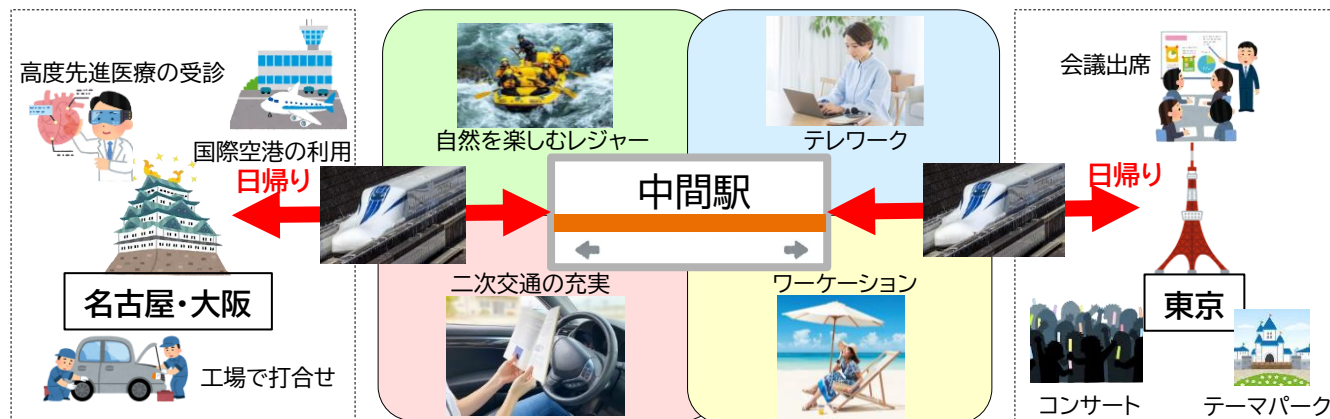 高度先進医療の受診
国際空港の利用
日帰り
名古屋・大阪
工場で打合せ
自然を楽しむレジャー
テレワーク
中間駅
二次交通の充実
ワーケーション
会議出席
日帰り
東京
コンサート
テーマパーク